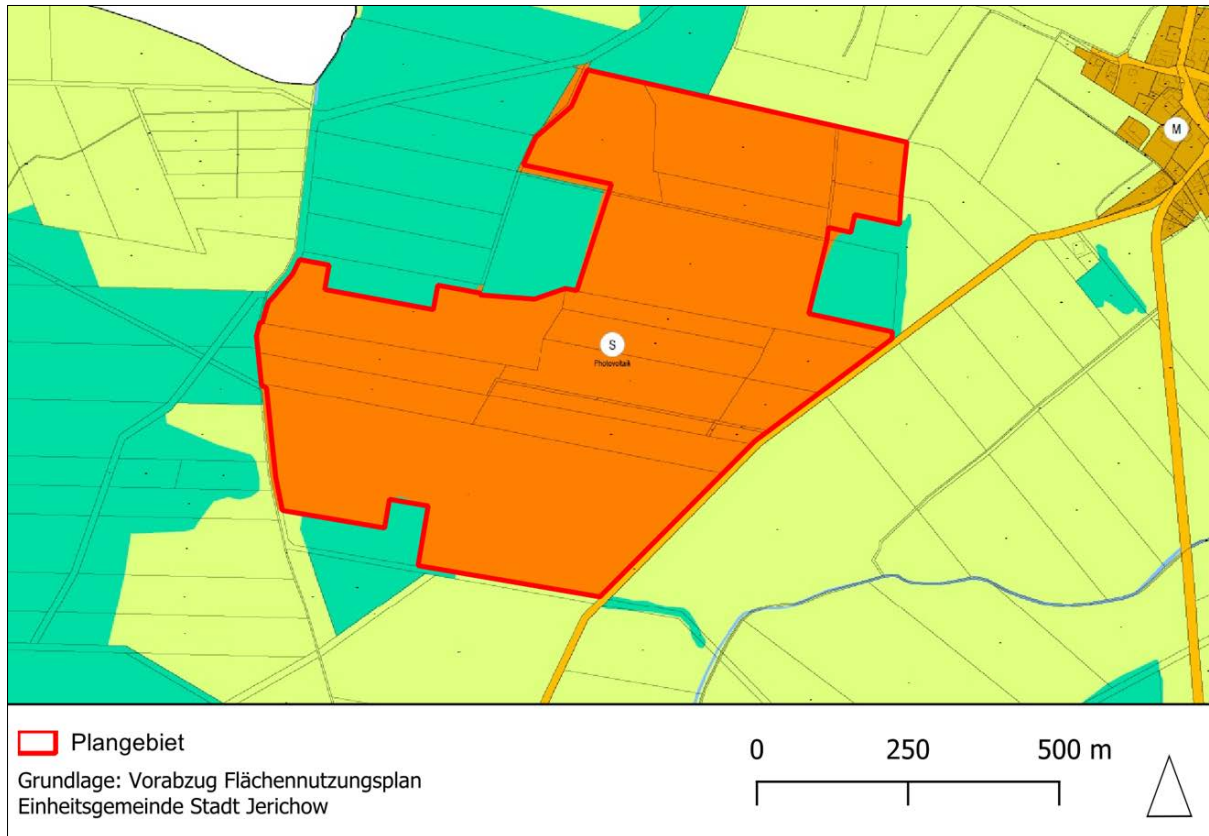 M
S
Photovoltaik
Plangebiet
Grundlage: Vorabzug Flächennutzungsplan
Einheitsgemeinde Stadt Jerichow
0 250 500 m